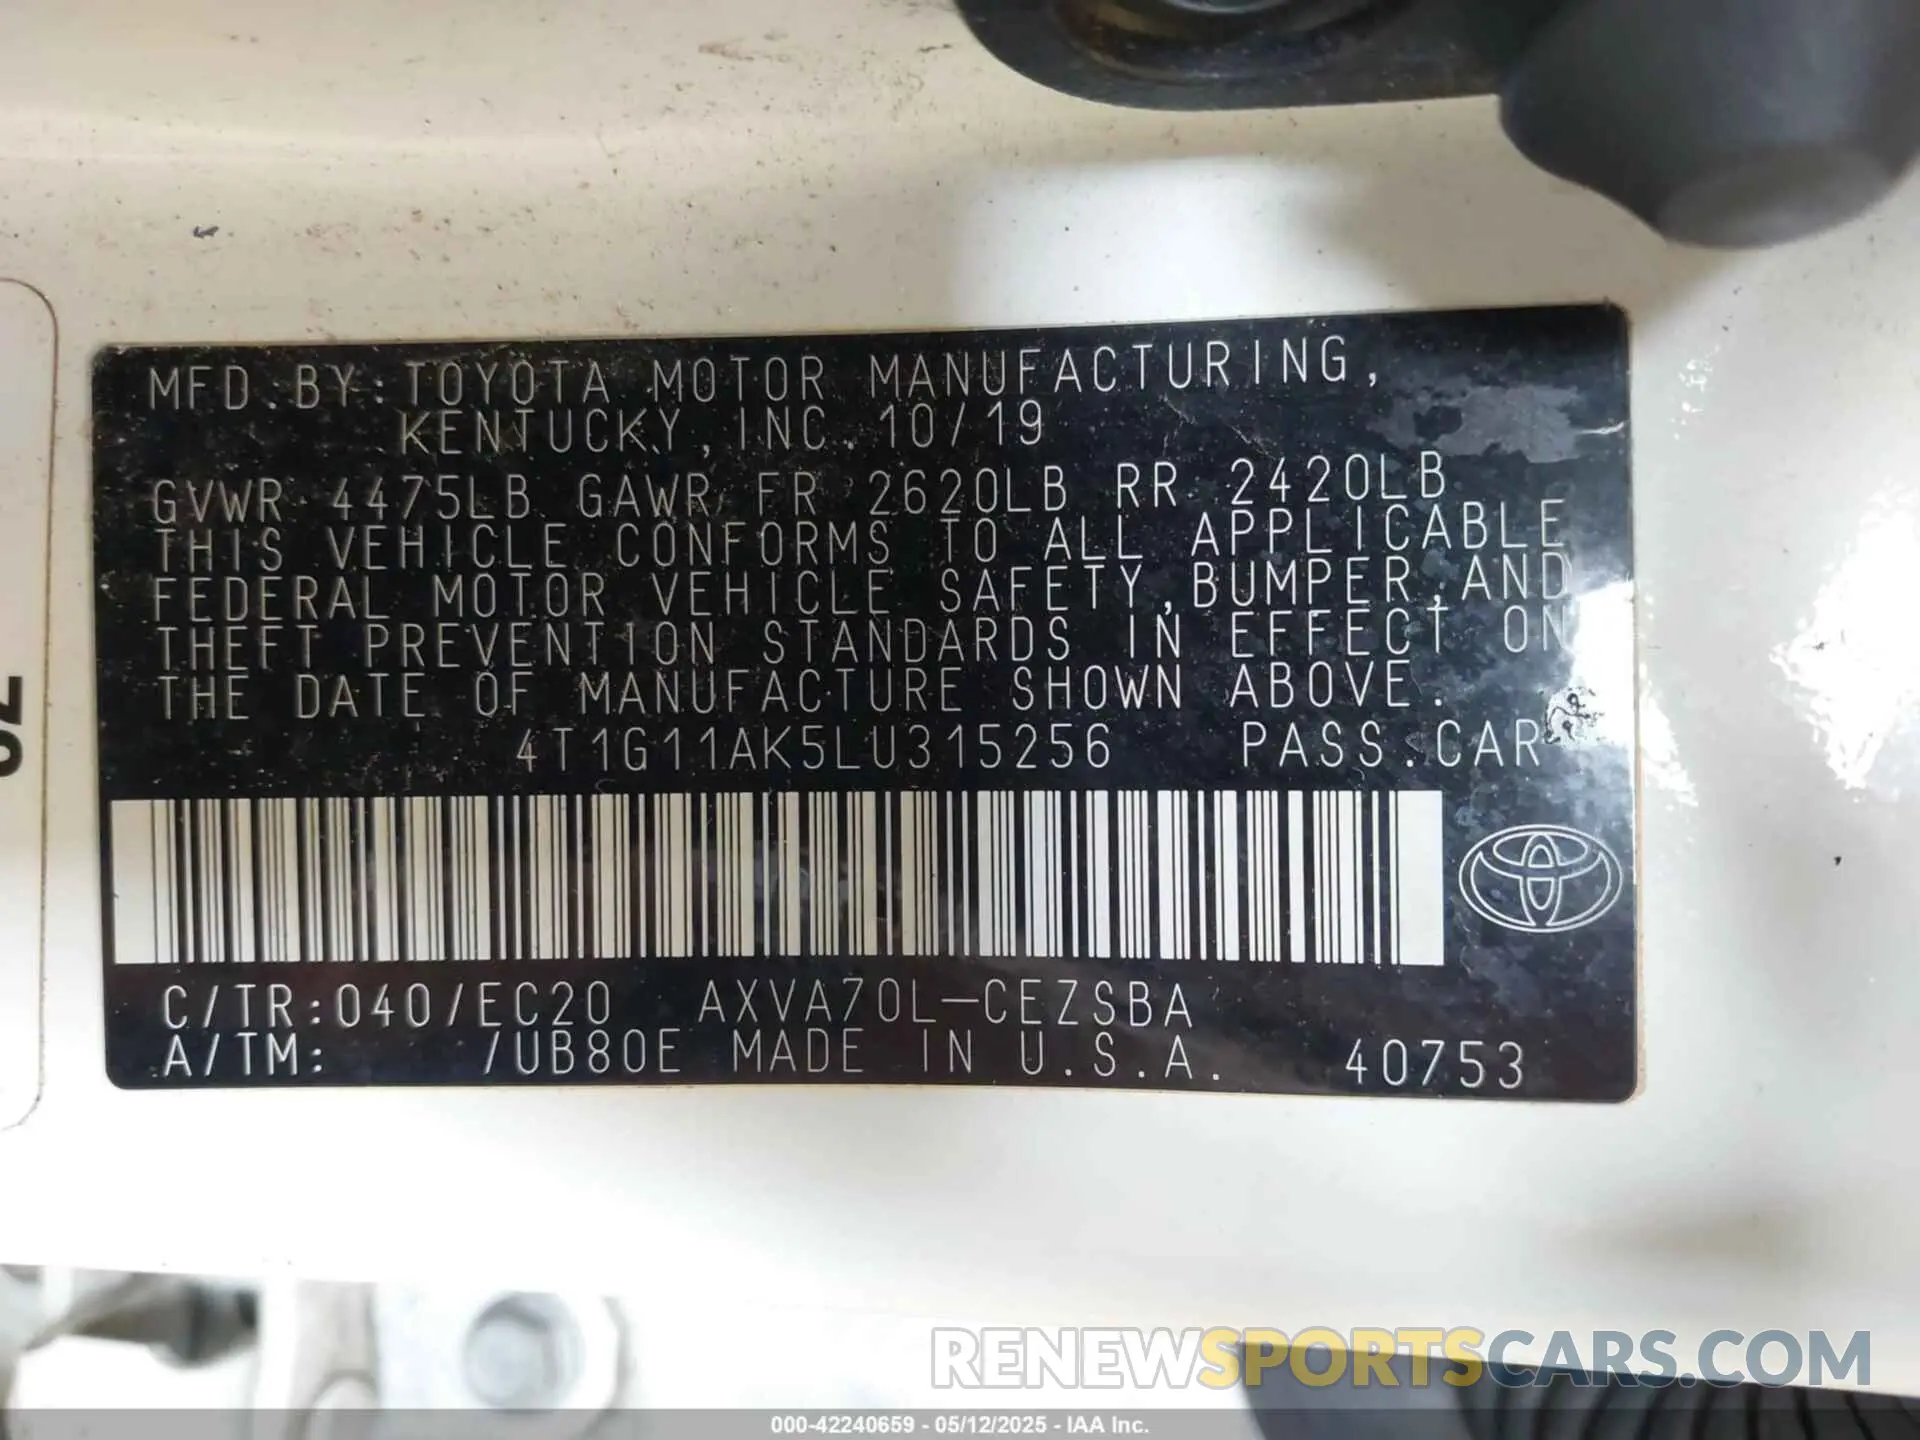 MFD.BY:TOYOTA MOTOR MANUFACTURING,
KENTUCKY,INC. 10/19
GVWR 4475LB GAWR FR 2620LB RR 2420LB
THIS VEHICLE CONFORMS TO ALL APPLICABLE
FEDERAL MOTOR VEHICLE SAFETY,BUMPER,AND
THEFT PREVENTION STANDARDS IN EFFECT ON
THE DATE OF MANUFACTURE SHOWN ABOVE.
4T1G11AK5LU315256 PASS.CAR
C/TR:040/EC20 AXVA70L-CEZSBA
A/TM: /UB80E MADE IN U.S.A. 40753
RENEWSPORTSCARS.COM
000-42240659 - 05/12/2025 - IAA Inc.